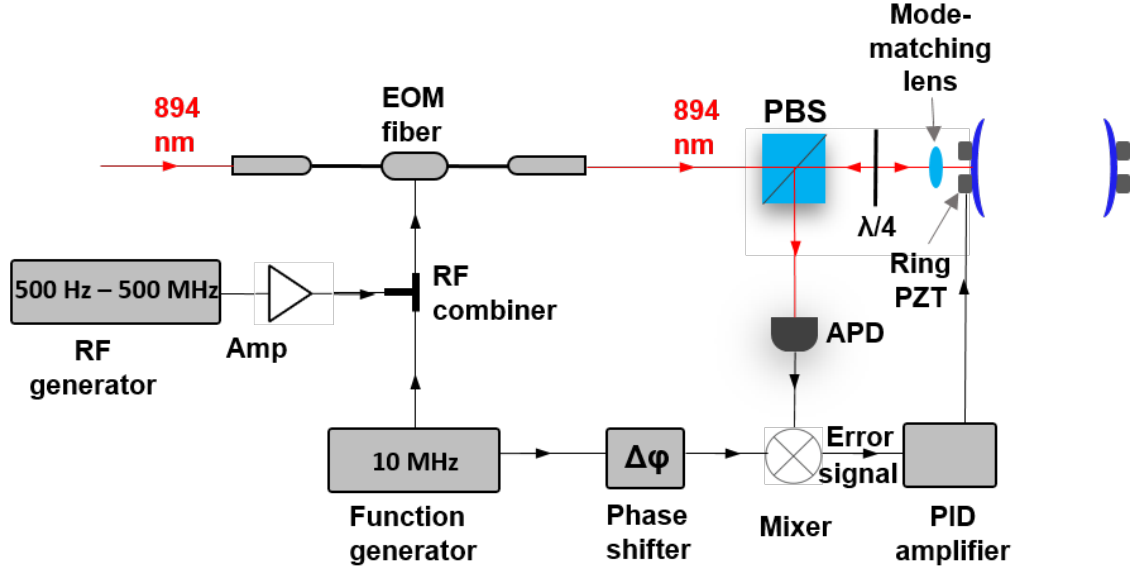 Mode-
matching
lens
894
nm
EOM
fiber
894
nm
PBS
λ/4
Ring
PZT
500 Hz – 500 MHz
RF
generator
Amp
RF
combiner
APD
10 MHz
Function
generator
Δφ
Phase
shifter
Mixer
Error
signal
PID
amplifier